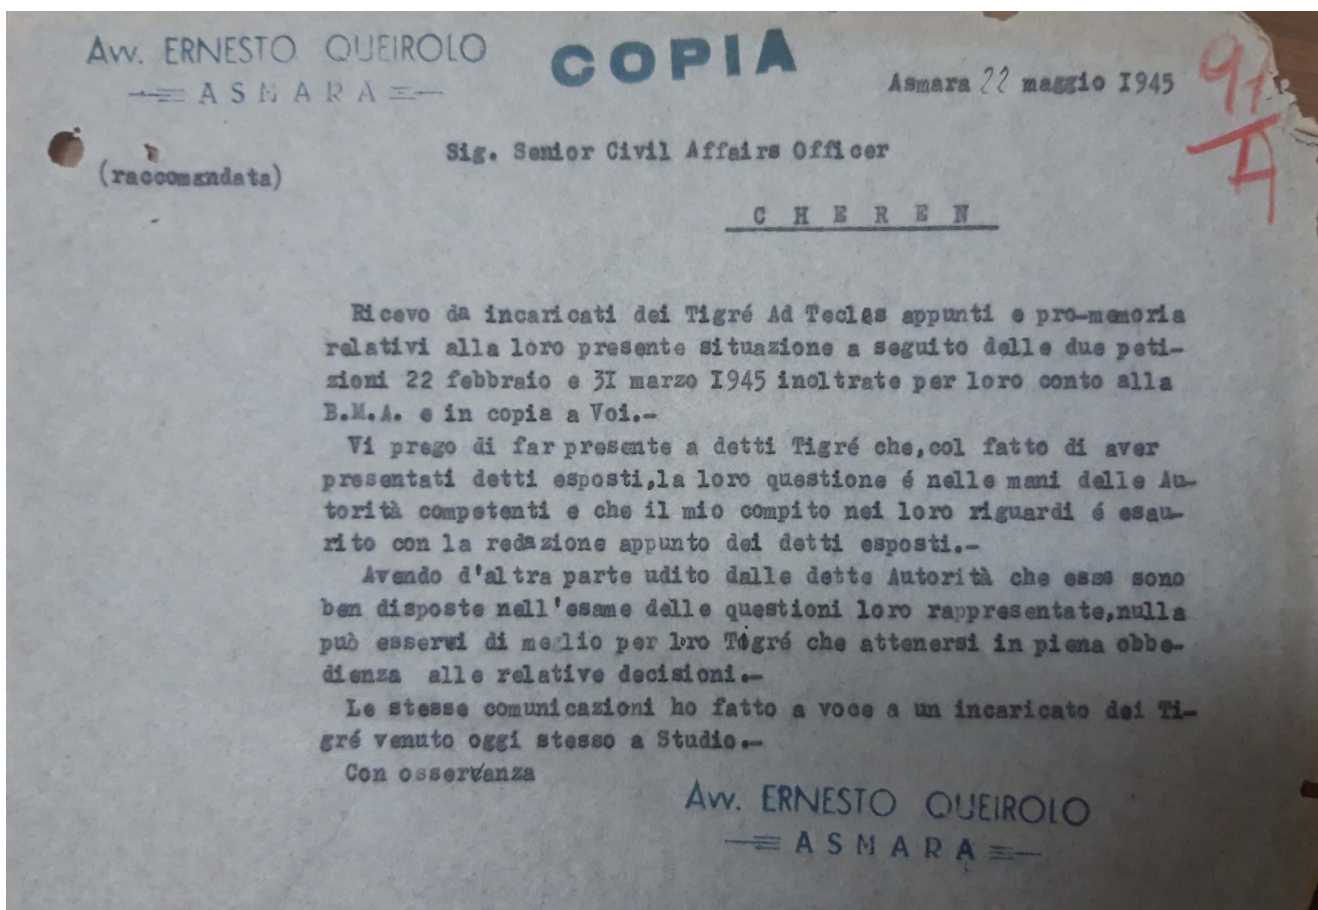 Avv. ERNESTO QUEIROLO
ASMARA
COPIA
Asmara 22 maggio I945
91
A
(raccomandata)
Sig. Senior Civil Affairs Officer
C H E R E N
Ricevo da incaricati dei Tigré Ad Tecles appunti e pro-memoria
relativi alla loro presente situazione a seguito delle due peti-
zioni 22 febbraio e 3I marzo I945 inoltrate per loro conto alla
B.M.A. e in copia a Voi.-
Vi prego di far presente a detti Tigré che,col fatto di aver
presentati detti esposti,la loro questione é nelle mani delle Au-
torità competenti e che il mio compito nei loro riguardi é esau-
rito con la redazione appunto dei detti esposti.-
Avendo d'altra parte udito dalle dette Autorità che esse sono
ben disposte nell'esame delle questioni loro rappresentate,nulla
può esservi di meglio per loro Tigré che attenersi in piena obbe-
dienza alle relative decisioni.-
Le stesse comunicazioni ho fatto a voce a un incaricato dei Ti-
gré venuto oggi stesso a Studio.-
Con osservanza
Avv. ERNESTO QUEIROLO
ASMARA